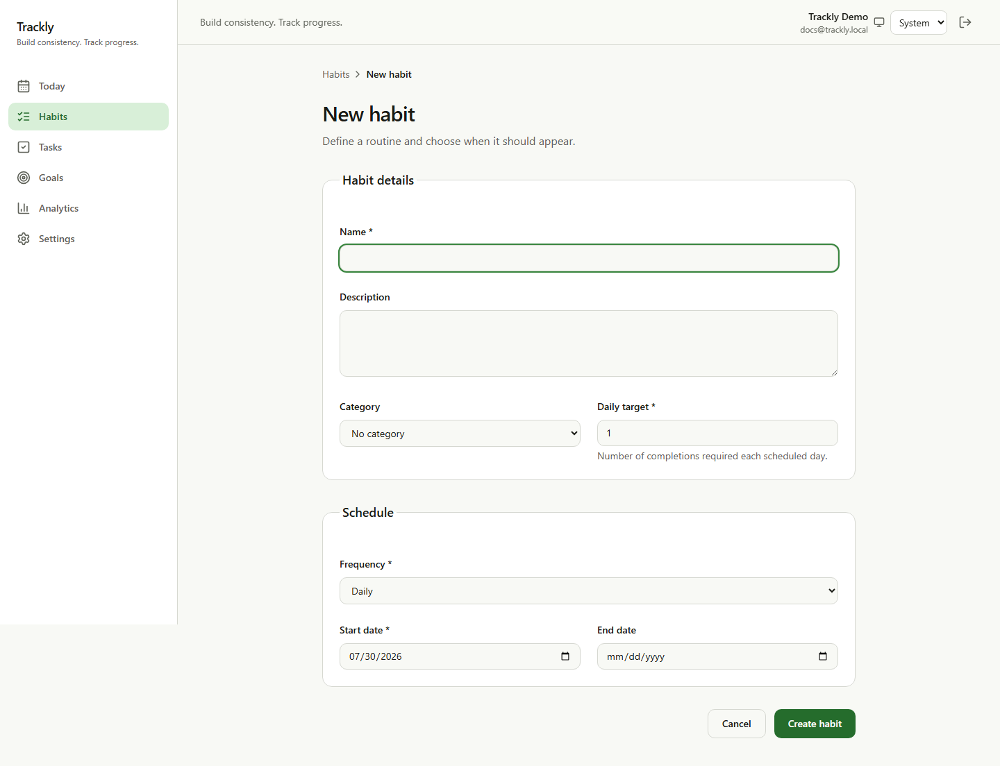 Trackly
Build consistency. Track progress.
Today
Habits
Tasks
Goals
Analytics
Settings
Build consistency. Track progress.
Trackly Demo
docs@trackly.local
System
Habits > New habit
New habit
Define a routine and choose when it should appear.
Habit details
Name *
Description
Category
No category
Daily target *
1
Number of completions required each scheduled day.
Schedule
Frequency *
Daily
Start date *
07/30/2026
End date
mm/dd/yyyy
Cancel
Create habit